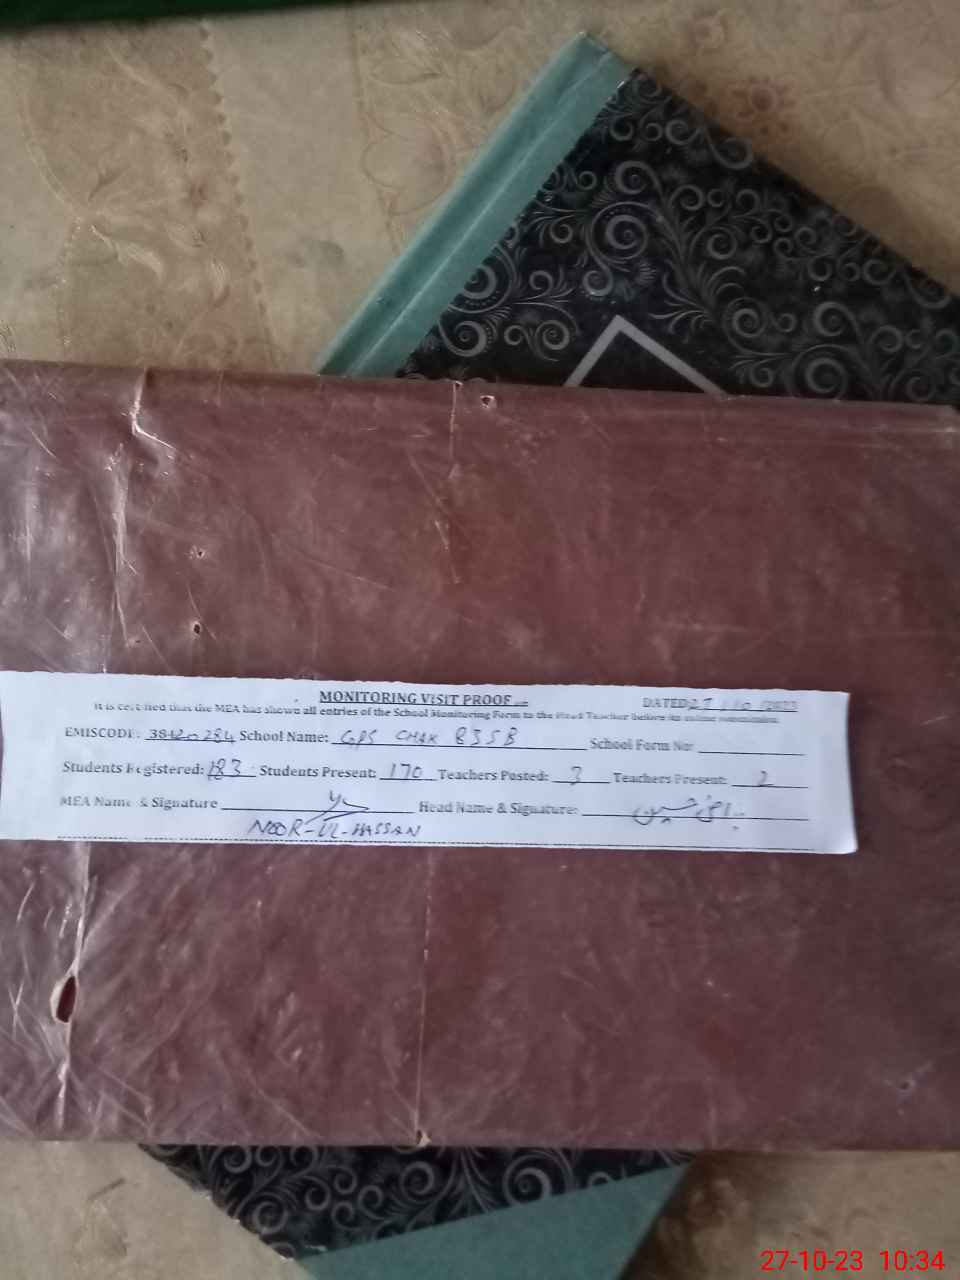 MONITORING VISIT PROOF
DATED 27/10/2023
It is certified that the MEA has shown all entries of the School Monitoring Form to the Head Teacher before its online submission.
EMISCODE: 38420284 School Name: GPS CHAK 83SB School Form No:
Students Registered: 183 Students Present: 170 Teachers Posted: 3 Teachers Present: 2
MEA Name & Signature Head Name & Signature:
NOOR-UL-HASSAN
27-10-23 10:34